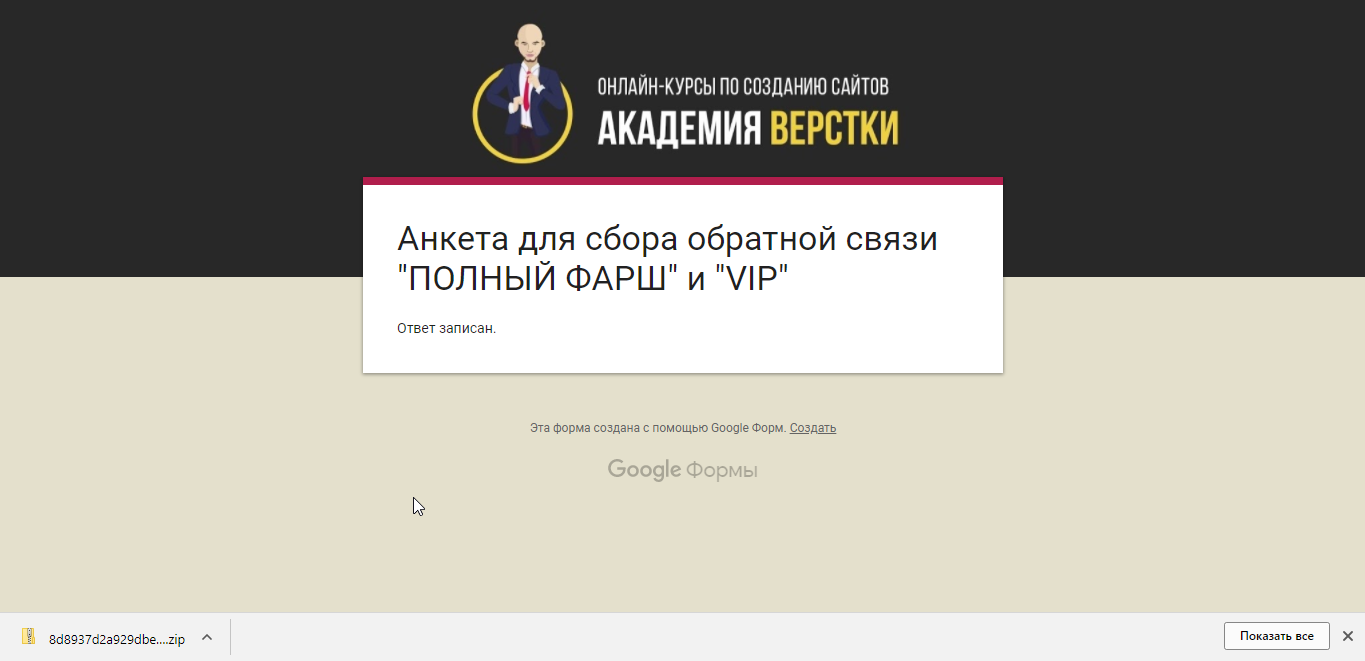 ОНЛАЙН-КУРСЫ ПО СОЗДАНИЮ САЙТОВ
АКАДЕМИЯ ВЕРСТКИ
Анкета для сбора обратной связи
"ПОЛНЫЙ ФАРШ" и "VIP"
Ответ записан.
Эта форма создана с помощью Google Форм. Создать
Google Формы
8d8937d2a929dbe....zip
Показать все